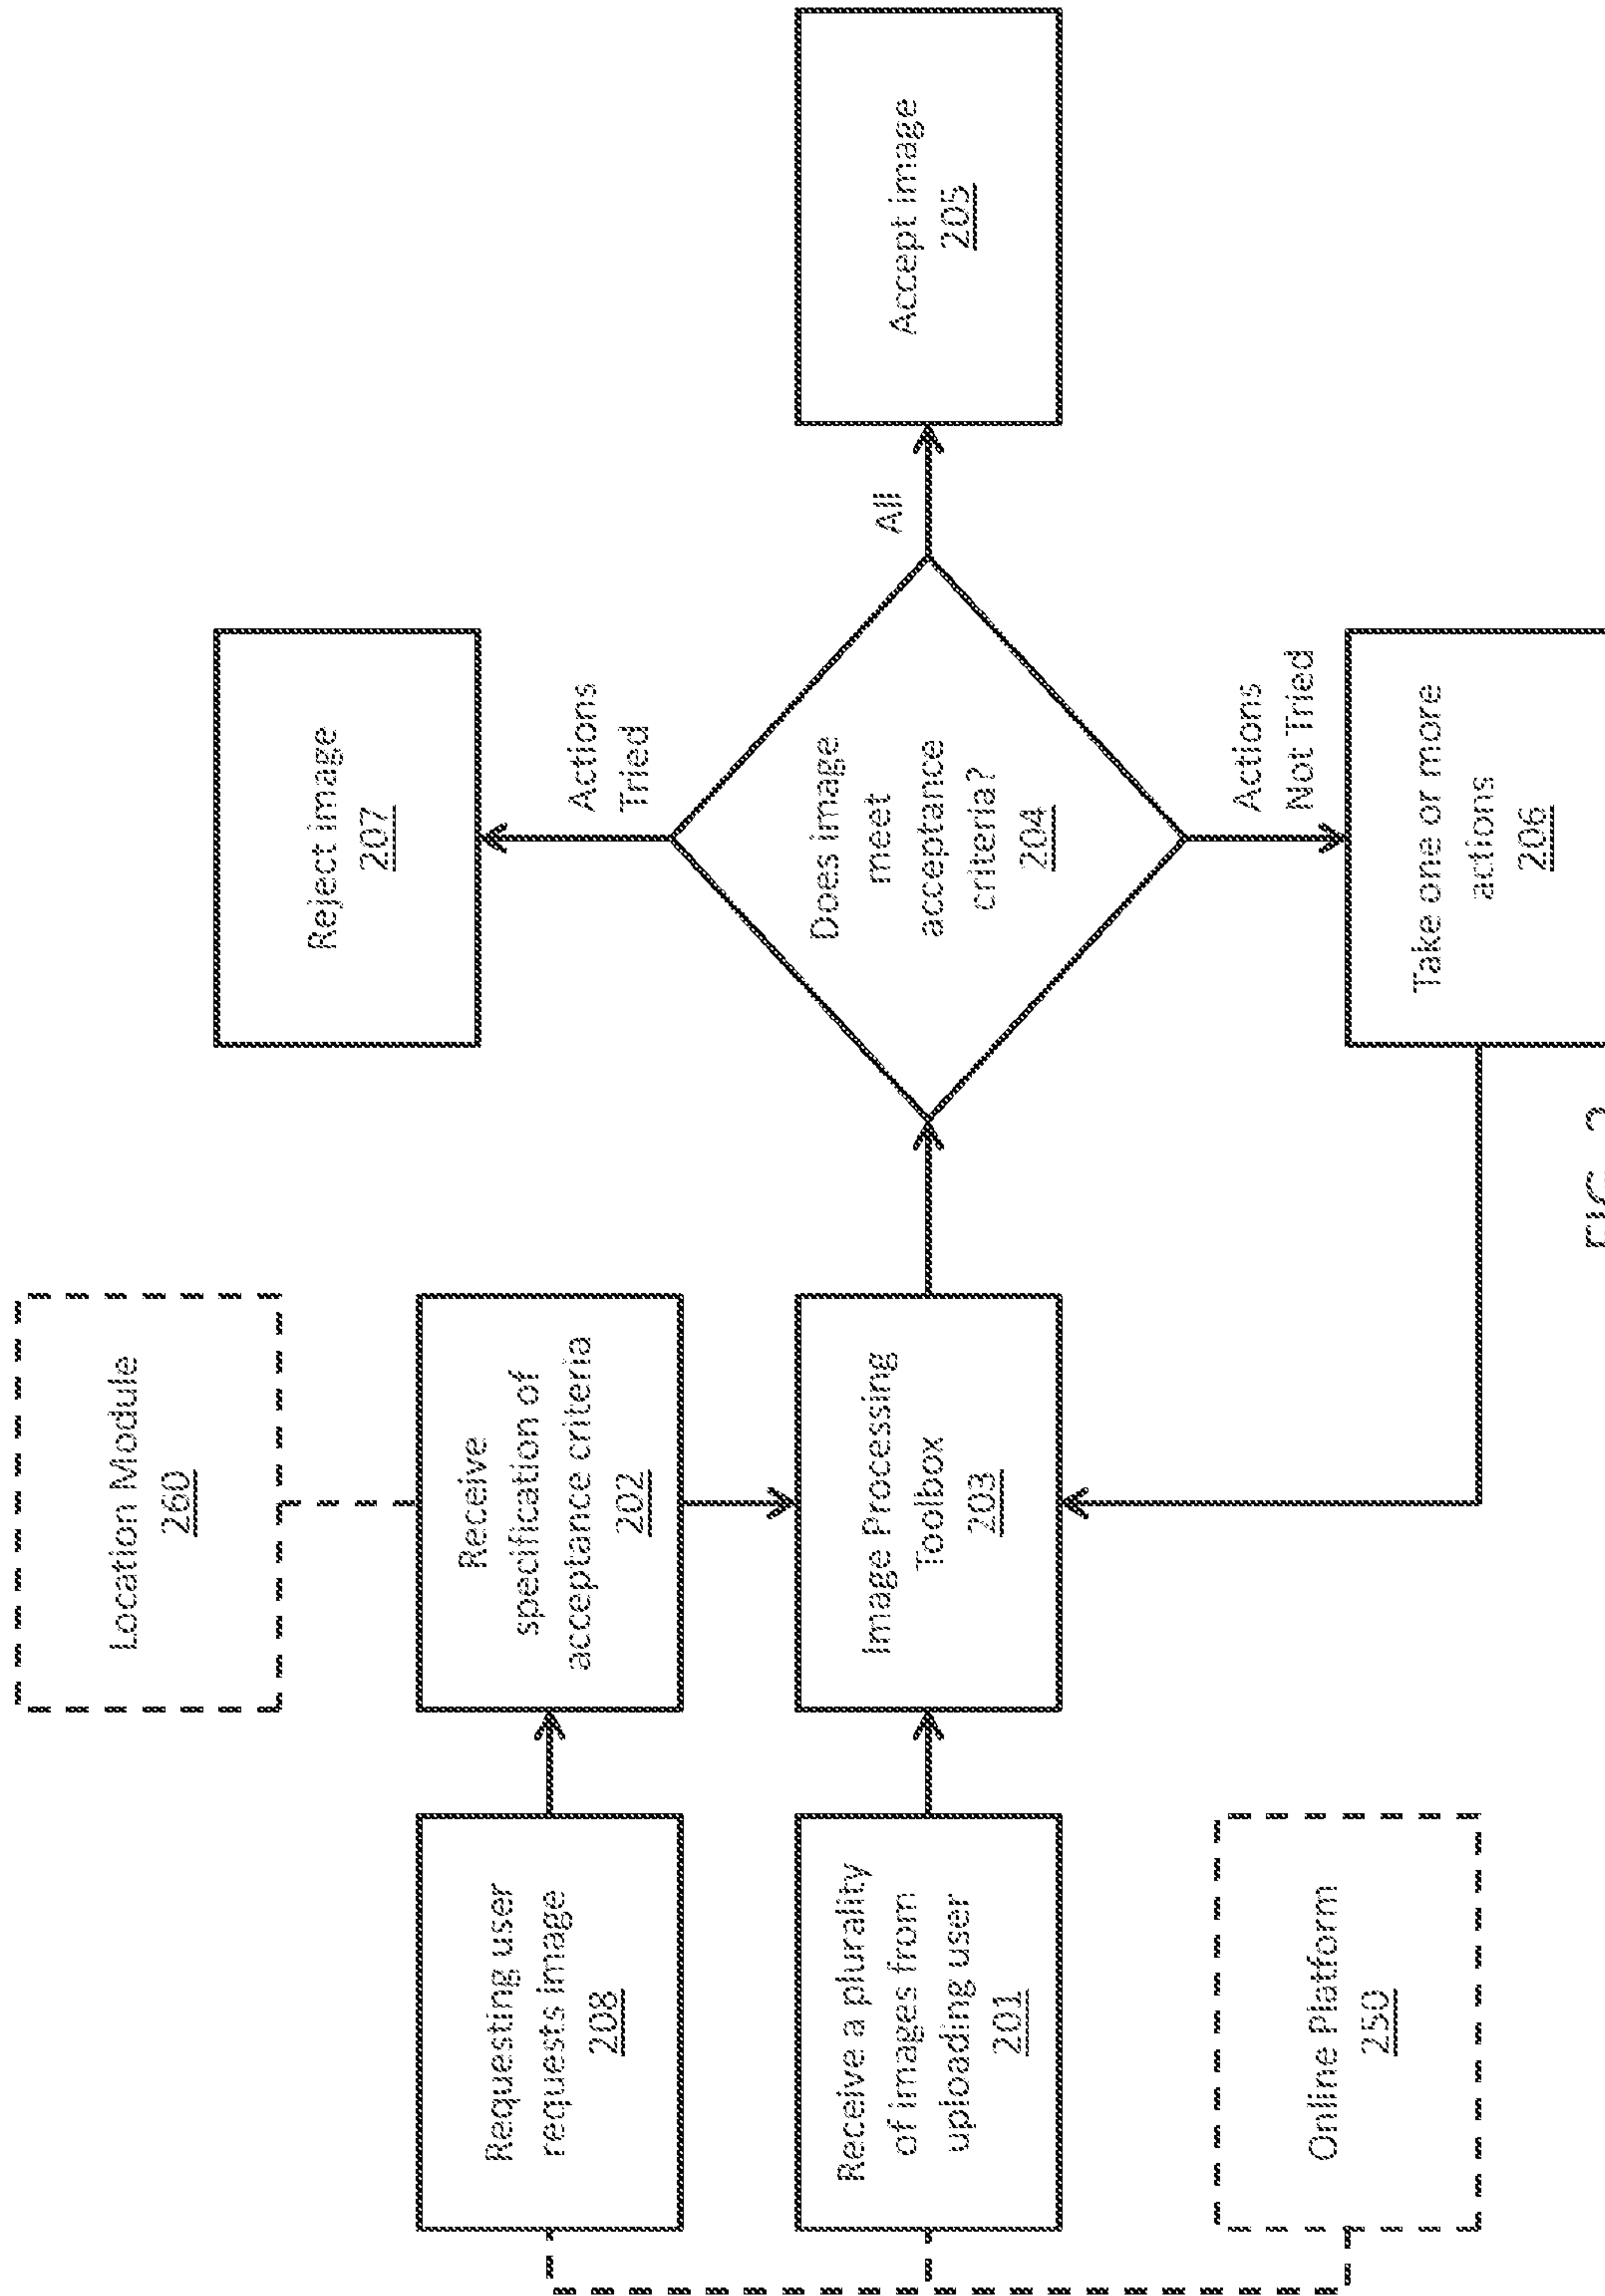 Location Module
260
Requesting user
requests image
208
Receive
specification of
acceptance criteria
202
Reject image
207
Actions
Tried
Receive a plurality
of images from
uploading user
201
Image Processing
Toolbox
203
Does image
meet
acceptance
criteria?
204
All
Accept image
205
Actions
Not Tried
Online Platform
250
Take one or more
actions
206